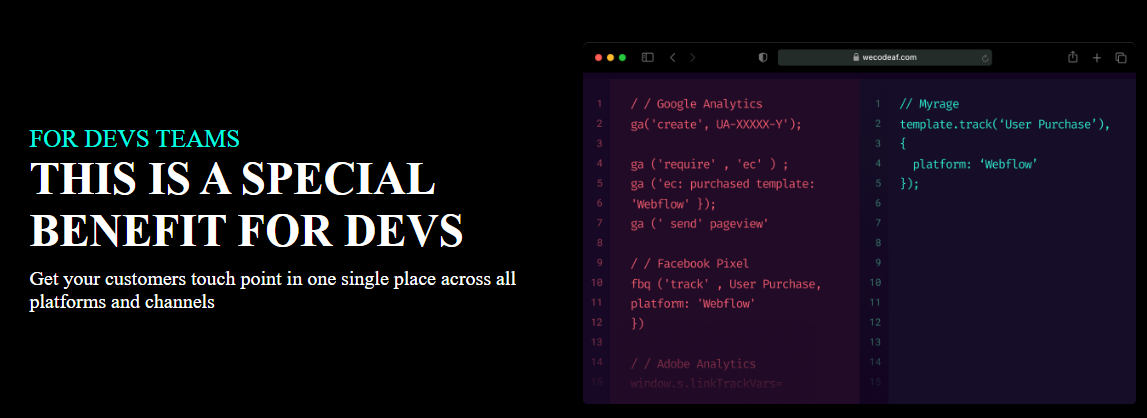 FOR DEVS TEAMS
THIS IS A SPECIAL
BENEFIT FOR DEVS
Get your customers touch point in one single place across all
platforms and channels
wecodeaf.com
1 / / Google Analytics
2 ga('create', UA-XXXXX-Y');
3
4 ga ('require' , 'ec' ) ;
5 ga ('ec: purchased template:
6 'Webflow' });
7 ga (' send' pageview'
8
9 / / Facebook Pixel
10 fbq ('track' , User Purchase,
11 platform: 'Webflow'
12 })
13
14 / / Adobe Analytics
15 window.s.linkTrackVars=
1 // Myrage
2 template.track(‘User Purchase’),
3 {
4 platform: ‘Webflow’
5 });
6
7
8
9
10
11
12
13
14
15